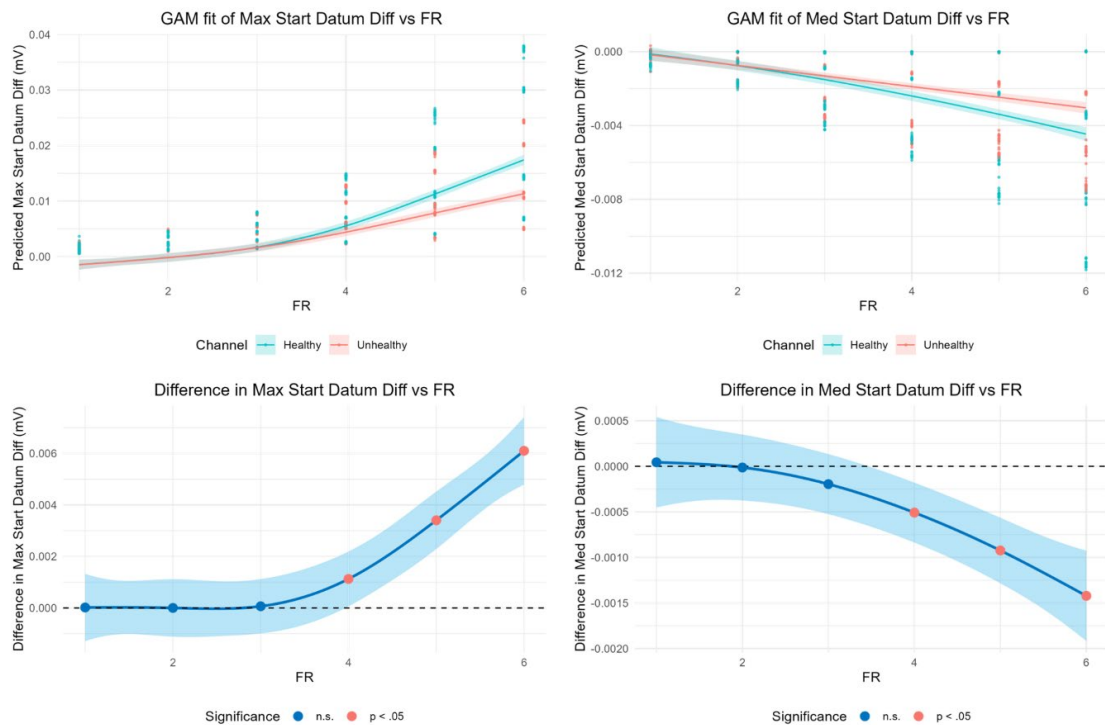 GAM fit of Max Start Datum Diff vs FR
Predicted Max Start Datum Diff (mV)
0.04
0.03
0.02
0.01
0.00
2
4
6
FR
Channel Healthy Unhealthy
GAM fit of Med Start Datum Diff vs FR
Predicted Med Start Datum Diff (mV)
0.000
-0.004
-0.008
-0.012
2
4
6
FR
Channel Healthy Unhealthy
Difference in Max Start Datum Diff vs FR
Difference in Max Start Datum Diff (mV)
0.006
0.004
0.002
0.000
2
4
6
FR
Significance n.s. p < .05
Difference in Med Start Datum Diff vs FR
Difference in Med Start Datum Diff (mV)
0.0005
0.0000
-0.0005
-0.0010
-0.0015
-0.0020
2
4
6
FR
Significance n.s. p < .05